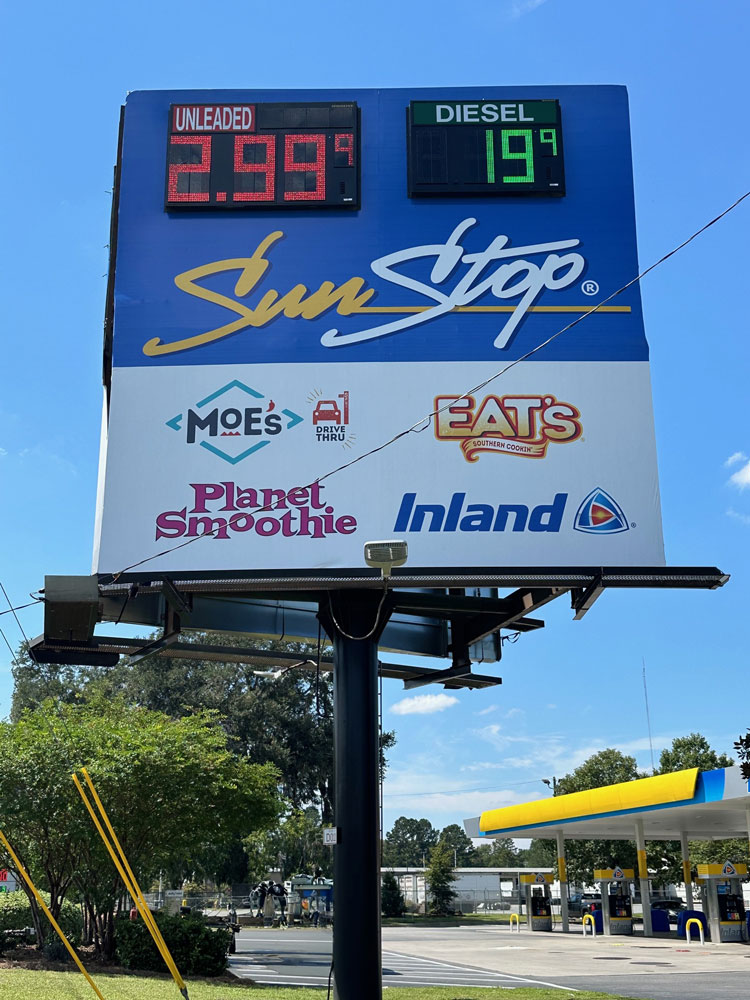 UNLEADED
2.99 9
DIESEL
19 9
SunStop®
MOE'S
DRIVE
THRU
EAT'S
SOUTHERN COOKIN'
Planet
Smoothie
Inland